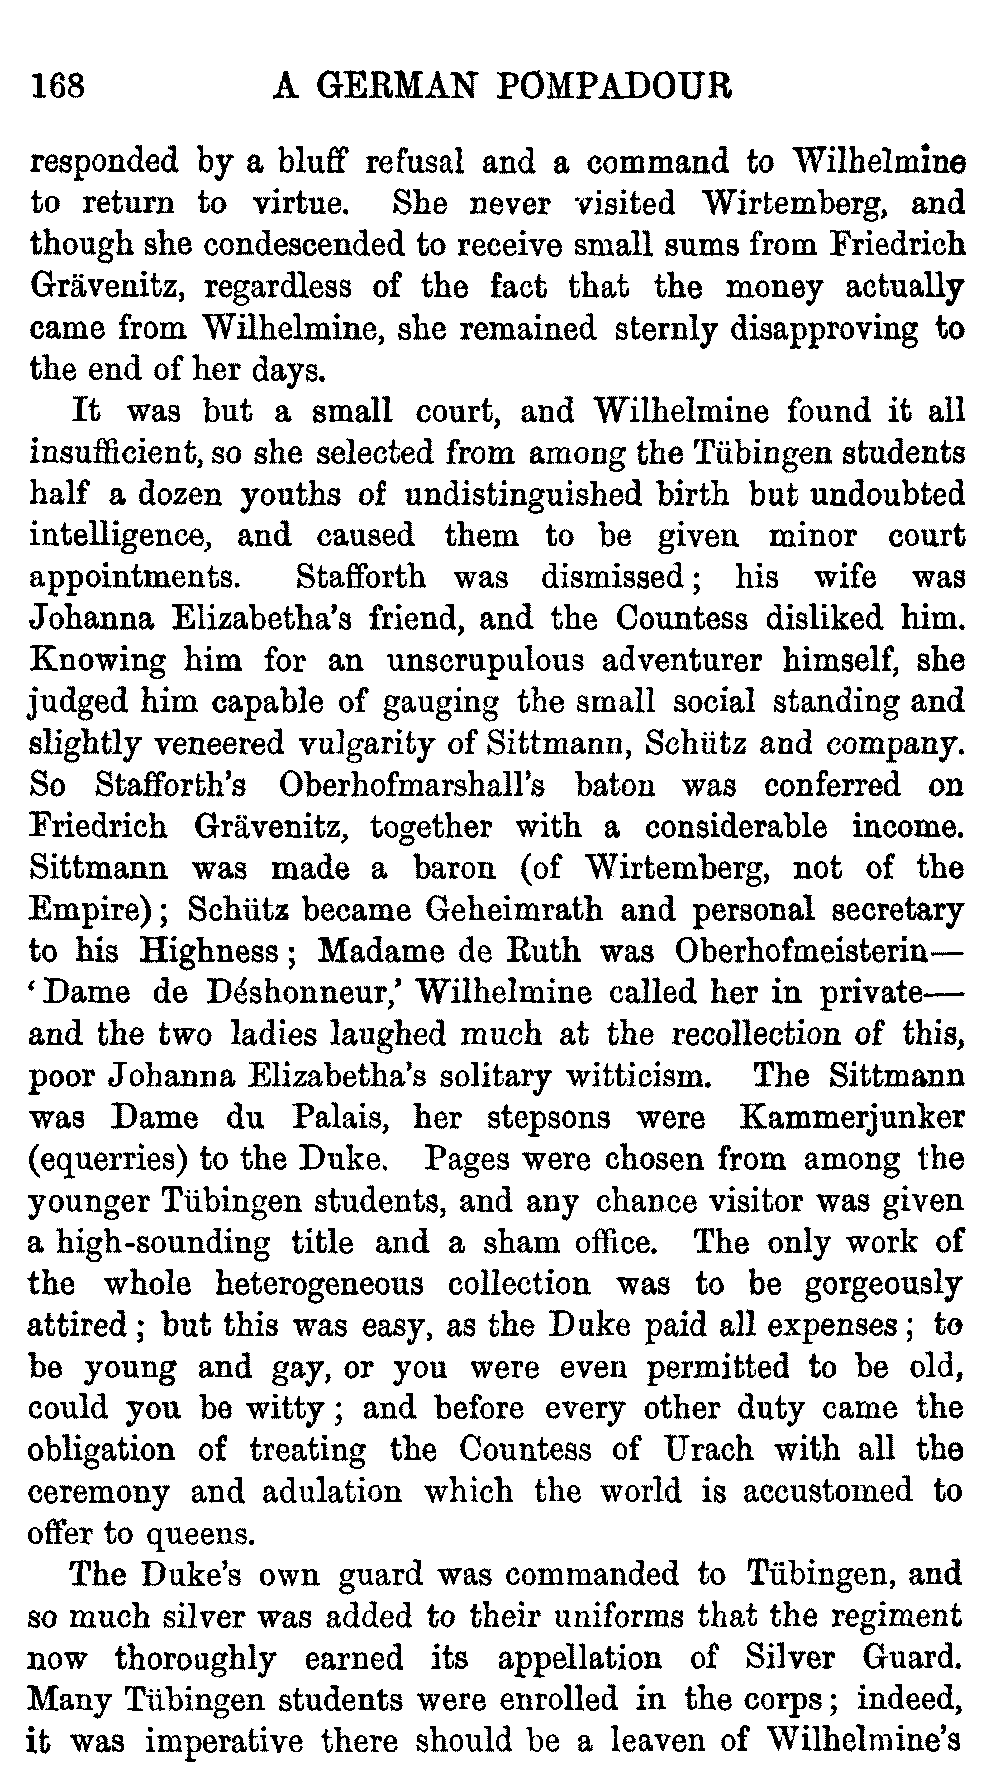 168 A GERMAN POMPADOUR
responded by a bluff refusal and a command to Wilhelmine
to return to virtue. She never visited Wirtemberg, and
though she condescended to receive small sums from Friedrich
Grävenitz, regardless of the fact that the money actually
came from Wilhelmine, she remained sternly disapproving to
the end of her days.
It was but a small court, and Wilhelmine found it all
insufficient, so she selected from among the Tübingen students
half a dozen youths of undistinguished birth but undoubted
intelligence, and caused them to be given minor court
appointments. Stafforth was dismissed; his wife was
Johanna Elizabetha's friend, and the Countess disliked him.
Knowing him for an unscrupulous adventurer himself, she
judged him capable of gauging the small social standing and
slightly veneered vulgarity of Sittmann, Schütz and company.
So Stafforth's Oberhofmarshall's baton was conferred on
Friedrich Grävenitz, together with a considerable income.
Sittmann was made a baron (of Wirtemberg, not of the
Empire); Schütz became Geheimrath and personal secretary
to his Highness; Madame de Ruth was Oberhofmeisterin—
'Dame de Déshonneur,' Wilhelmine called her in private—
and the two ladies laughed much at the recollection of this,
poor Johanna Elizabetha's solitary witticism. The Sittmann
was Dame du Palais, her stepsons were Kammerjunker
(equerries) to the Duke. Pages were chosen from among the
younger Tübingen students, and any chance visitor was given
a high-sounding title and a sham office. The only work of
the whole heterogeneous collection was to be gorgeously
attired; but this was easy, as the Duke paid all expenses; to
be young and gay, or you were even permitted to be old,
could you be witty; and before every other duty came the
obligation of treating the Countess of Urach with all the
ceremony and adulation which the world is accustomed to
offer to queens.
The Duke's own guard was commanded to Tübingen, and
so much silver was added to their uniforms that the regiment
now thoroughly earned its appellation of Silver Guard.
Many Tübingen students were enrolled in the corps; indeed,
it was imperative there should be a leaven of Wilhelmine's